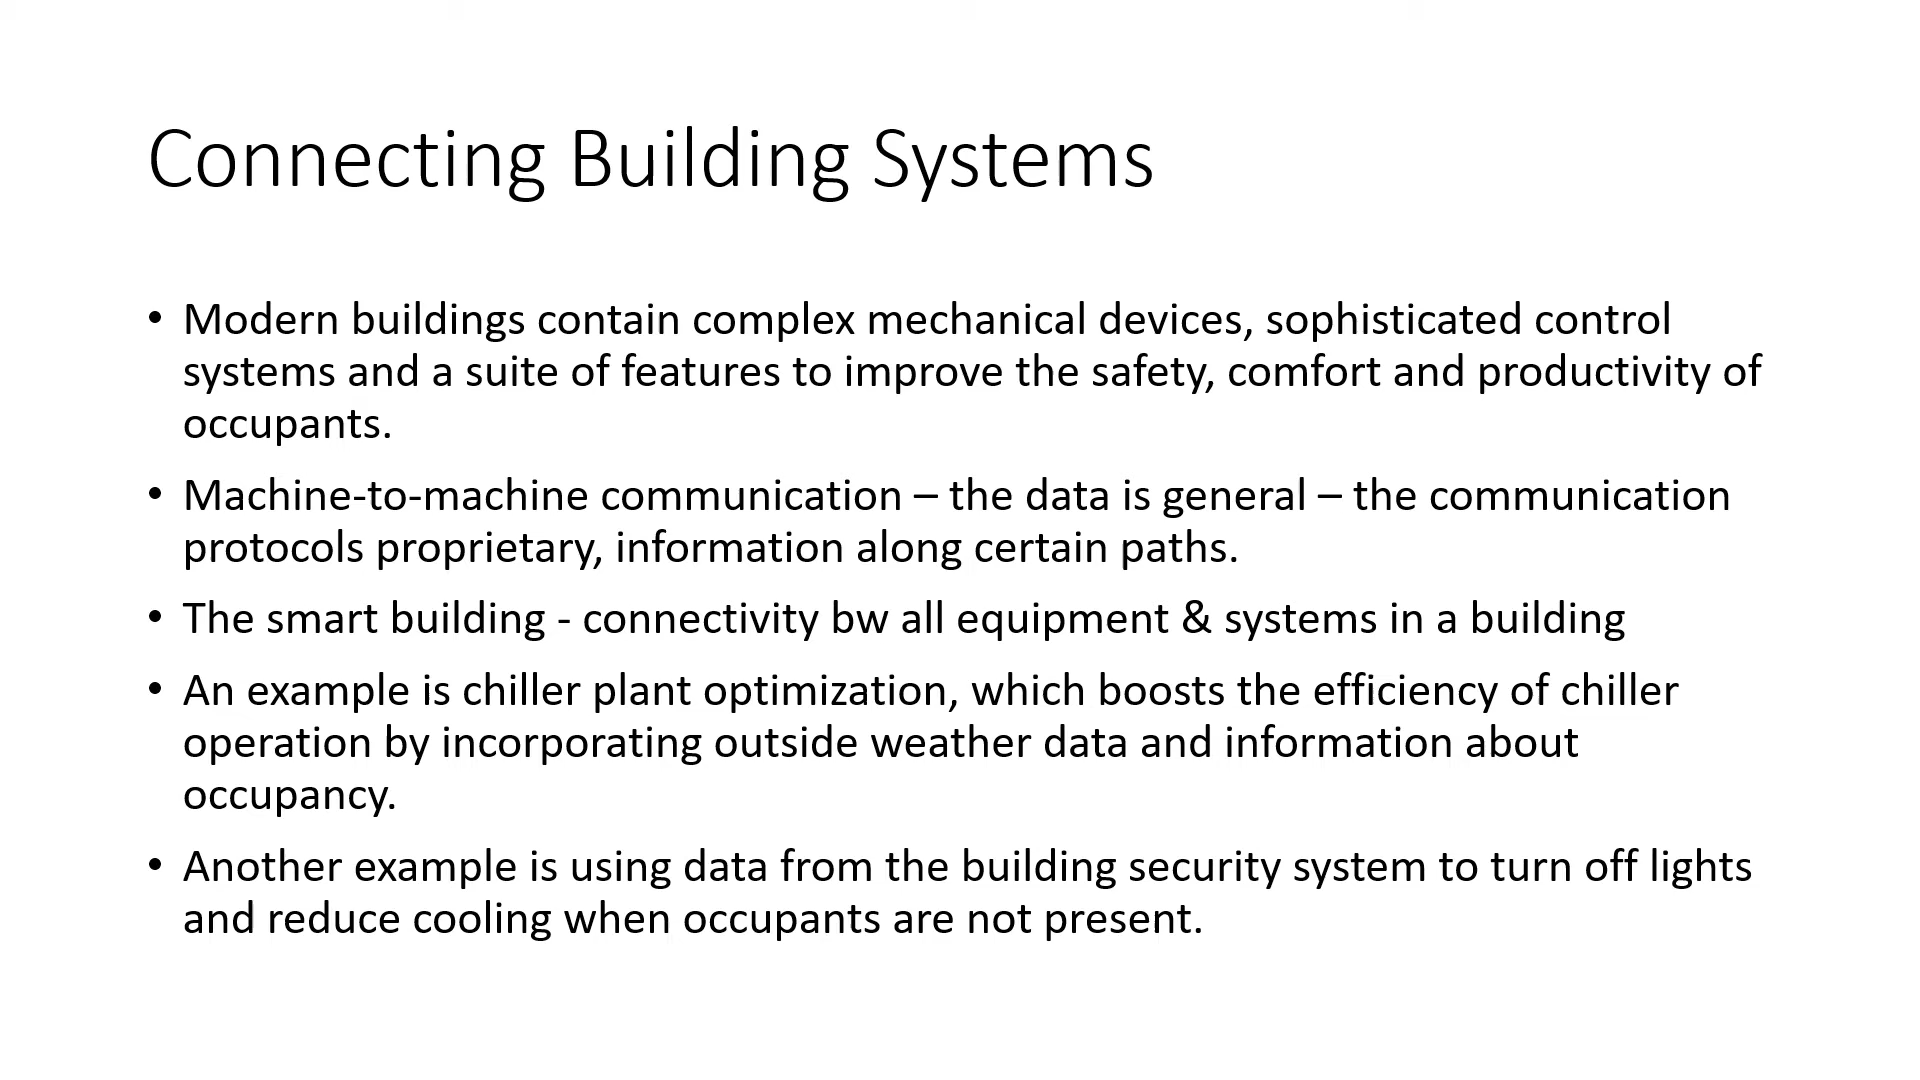 Connecting Building Systems
• Modern buildings contain complex mechanical devices, sophisticated control
systems and a suite of features to improve the safety, comfort and productivity of
occupants.
• Machine-to-machine communication – the data is general – the communication
protocols proprietary, information along certain paths.
• The smart building - connectivity bw all equipment & systems in a building
• An example is chiller plant optimization, which boosts the efficiency of chiller
operation by incorporating outside weather data and information about
occupancy.
• Another example is using data from the building security system to turn off lights
and reduce cooling when occupants are not present.